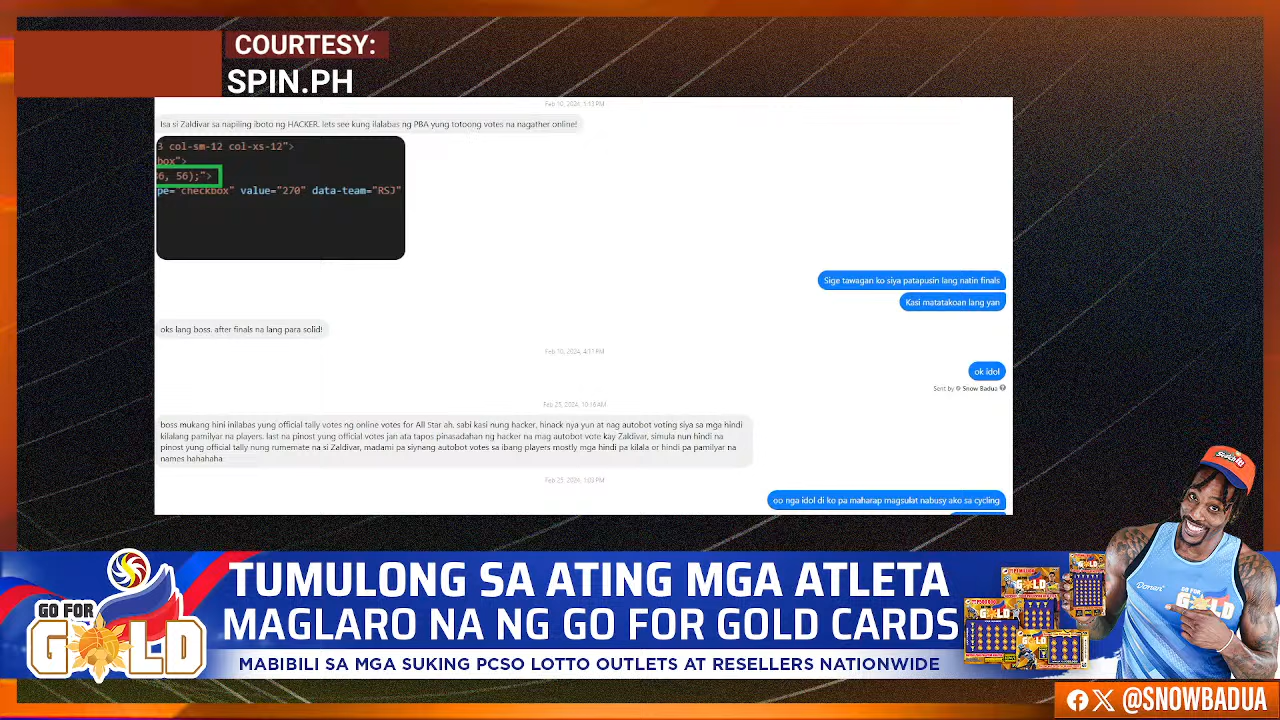 COURTESY:
SPIN.PH
Feb 10, 2024, 1:13 PM
Isa si Zaldivar sa napiling iboto ng HACKER. lets see kung ilalabas ng PBA yung totoong votes na nagather online!
3 col-sm-12 col-xs-12">
box">
36, 56);">
pe="checkbox" value="270" data-team="RSJ"
Sige tawagan ko siya patapusin lang natin finals
Kasi matatakoan lang yan
oks lang boss. after finals na lang para solid!
Feb 10, 2024, 4:11 PM
ok idol
Sent by Snow Badua
Feb 25, 2024, 10:18 AM
boss mukang hini inilabas yung official tally votes ng online votes for All Star ah. sabi kasi nung hacker, hinack nya yun at nag autobot voting siya sa mga hindi
kilalang pamilyar na players. last na pinost yung official votes jan ata tapos pinasadahan ng hacker na mag autobot vote kay Zaldivar, simula nun hindi na
pinost yung official tally nung rumemate na si Zaldivar, madami pa siynang autobot votes sa ibang players mostly mga hindi pa kilala or hindi pa pamilyar na
names hahahaha
Feb 25, 2024, 1:02 PM
oo nga idol di ko pa maharap magsulat nabusy ako sa cycling
GO FOR
GOLD
TUMULONG SA ATING MGA ATLETA
MAGLARO NA NG GO FOR GOLD CARDS
MABIBILI SA MGA SUKING PCSO LOTTO OUTLETS AT RESELLERS NATIONWIDE
@SNOWBADUA